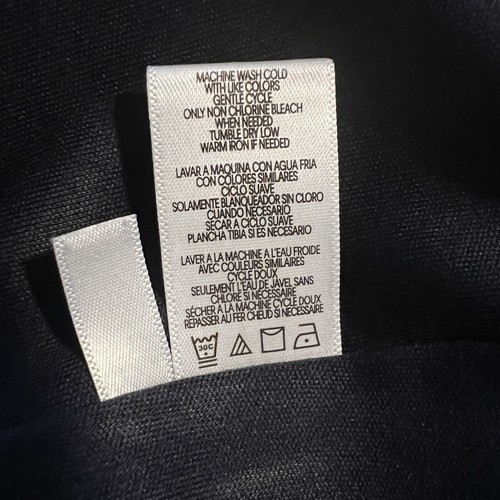 MACHINE WASH COLD
WITH LIKE COLORS
GENTLE CYCLE
ONLY NON CHLORINE BLEACH
WHEN NEEDED
TUMBLE DRY LOW
WARM IRON IF NEEDED
LAVAR A MAQUINA CON AGUA FRIA
CON COLORES SIMILARES
CICLO SUAVE
SOLAMENTE BLANQUEADOR SIN CLORO
CUANDO NECESARIO
SECAR A CICLO SUAVE
PLANCHA TIBIA SI ES NECESARIO
LAVER A LA MACHINE A L'EAU FROIDE
AVEC COULEURS SIMILAIRES
CYCLE DOUX
SEULEMENT L'EAU DE JAVEL SANS
CHLORE SI NECESSAIRE
SÉCHER A LA MACHINE CYCLE DOUX
REPASSER AU FER CHEUD SI NECESSAIRE
30C